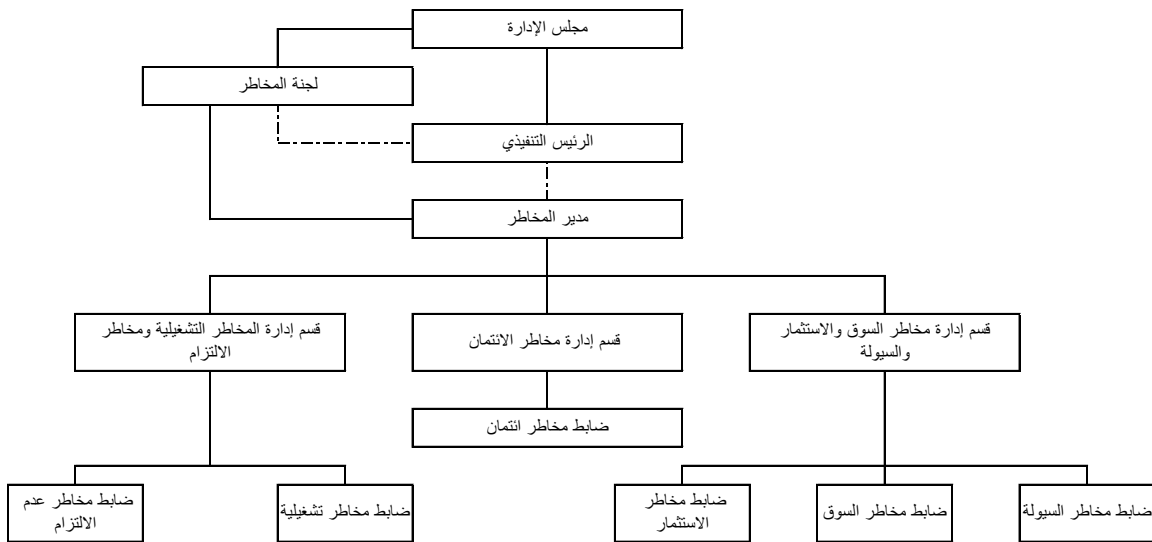 مجلس الإدارة
لجنة المخاطر
الرئيس التنفيذي
مدير المخاطر
قسم إدارة مخاطر السوق والاستثمار
والسيولة
قسم إدارة مخاطر الائتمان
قسم إدارة المخاطر التشغيلية ومخاطر
الالتزام
ضابط مخاطر ائتمان
ضابط مخاطر السيولة
ضابط مخاطر السوق
ضابط مخاطر
الاستثمار
ضابط مخاطر تشغيلية
ضابط مخاطر عدم
الالتزام